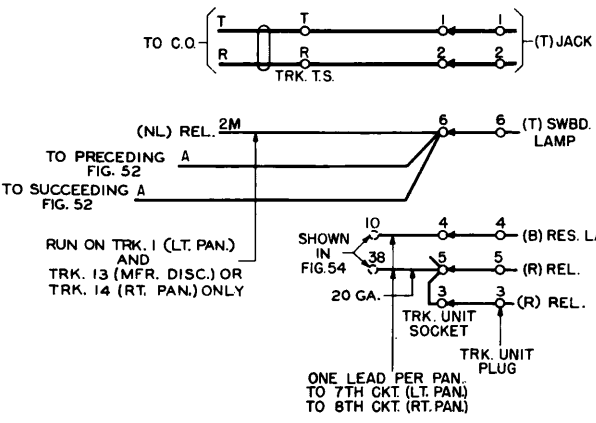 T T 1 1
TO C.O. (T) JACK
R R 2 2
TRK. T.S.
(NL) REL. 2M 6 6 (T) SWBD.
LAMP
TO PRECEDING A
FIG. 52
TO SUCCEEDING A
FIG. 52
10 4 4 (B) RES. LA
SHOWN
IN
FIG.54
38 5 5 (R) REL.
RUN ON TRK. 1 (LT. PAN.)
AND
TRK. 13 (MFR. DISC.) OR
TRK. 14 (RT. PAN.) ONLY
20 GA. 3 3 (R) REL.
TRK. UNIT
SOCKET
TRK. UNIT
PLUG
ONE LEAD PER PAN.
TO 7TH CKT. (LT. PAN.)
TO 8TH CKT. (RT. PAN.)